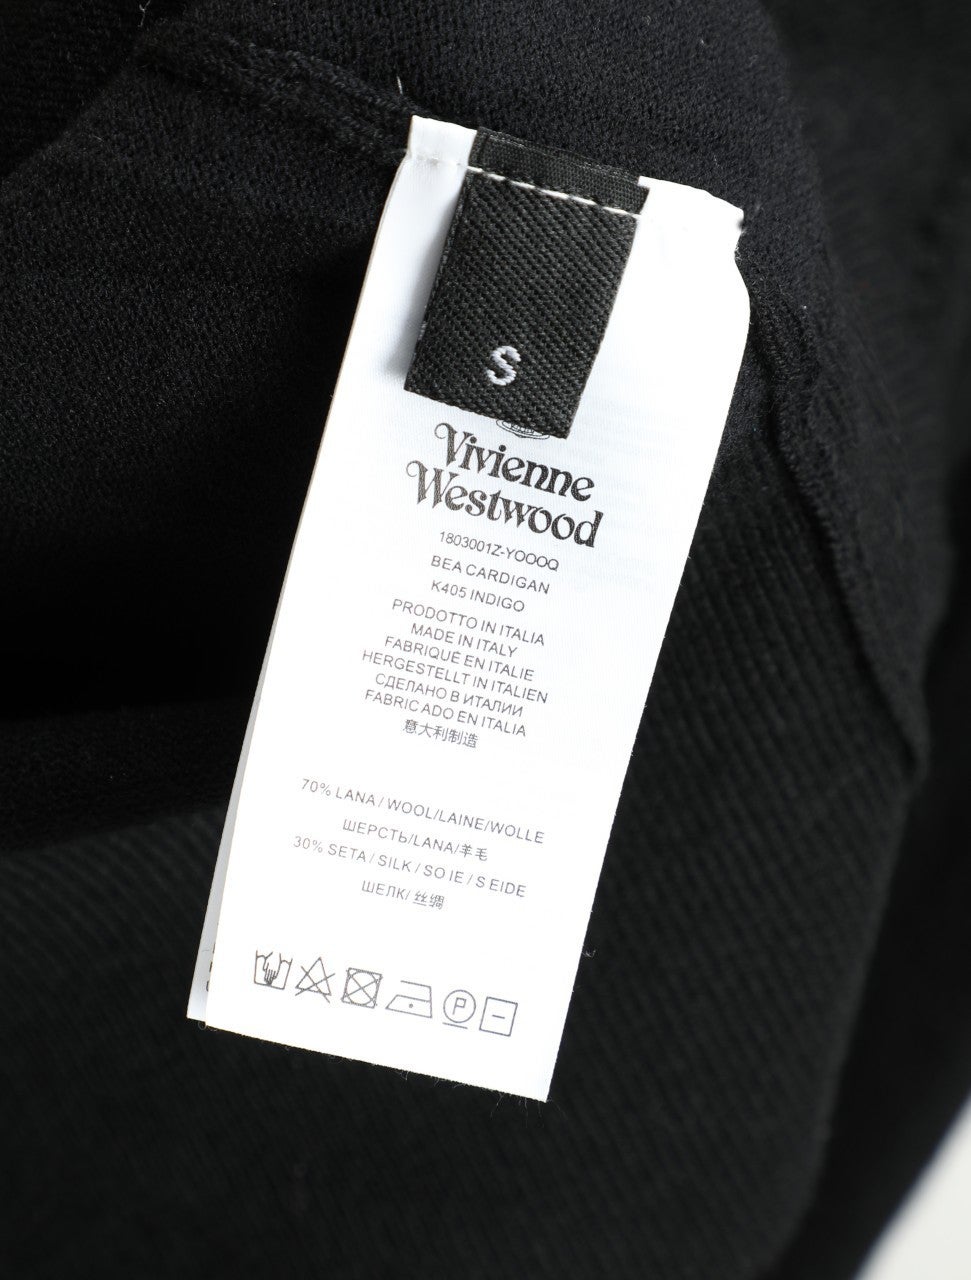 S
Vivienne
Westwood
1803001Z-YOOOQ
BEA CARDIGAN
K405 INDIGO
PRODOTTO IN ITALIA
MADE IN ITALY
FABRIQUÉ EN ITALIE
HERGESTELLT IN ITALIEN
СДЕЛАНО В ИТАЛИИ
FABRIC ADO EN ITALIA
意大利制造
70% LANA / WOOL/LAINE/WOLLE
ШЕРСТЬ/LANA/羊毛
30% SETA / SILK / SO IE / S EIDE
ШЕЛК/ 丝绸
P